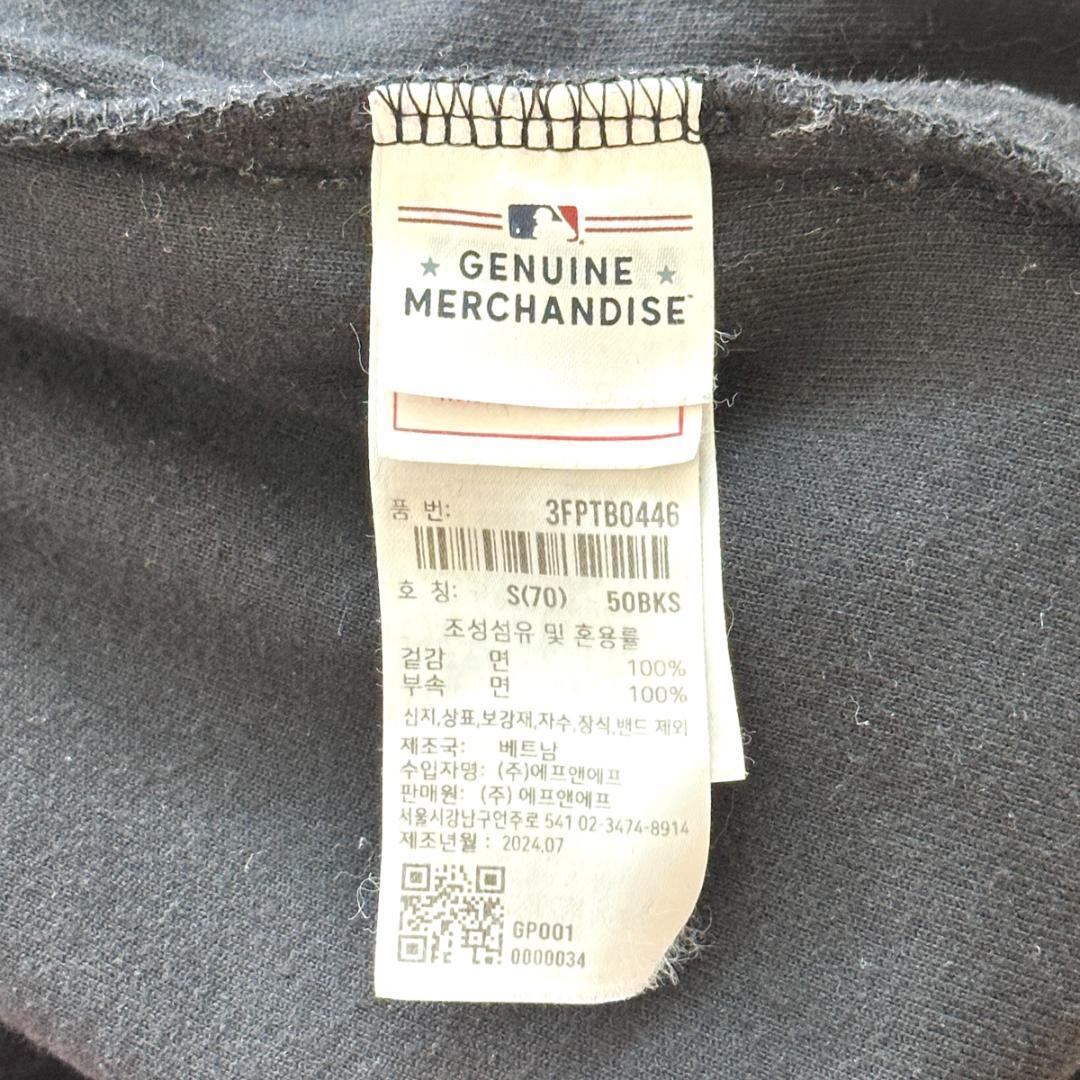 ★ GENUINE ★
MERCHANDISE™
품 번: 3FPTB0446
호 칭: S(70) 50BKS
조성섬유 및 혼용률
겉감 면 100%
부속 면 100%
심지,상표,보강재,자수,장식,밴드 제외
제조국: 베트남
수입자명: (주)에프앤에프
판매원: (주) 에프앤에프
서울시강남구언주로 541 02-3474-8914
제조년월 : 2024.07
GP001
0000034